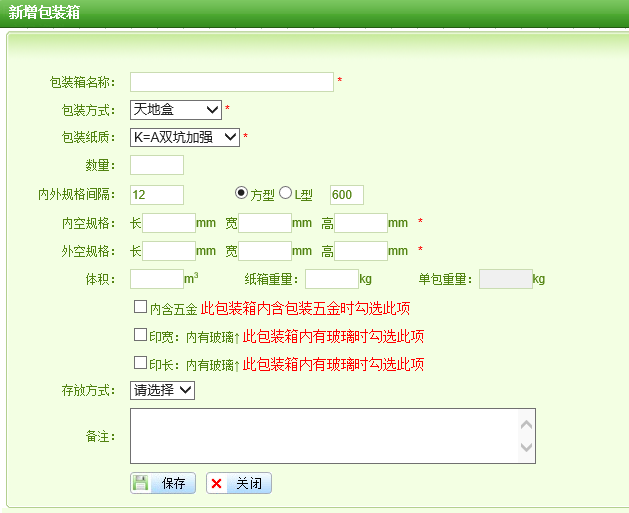 新增包装箱
包装箱名称： *
包装方式： 天地盒 *
包装纸质： K=A双坑加强 *
数量：
内外规格间隔： 12 方型 L型 600
内空规格： 长 mm 宽 mm 高 mm *
外空规格： 长 mm 宽 mm 高 mm *
体积： m³ 纸箱重量： kg 单包重量： kg
内含五金 此包装箱内含包装五金时勾选此项
印宽：内有玻璃↑ 此包装箱内有玻璃时勾选此项
印长：内有玻璃↑ 此包装箱内有玻璃时勾选此项
存放方式： 请选择
备注：
保存 关闭